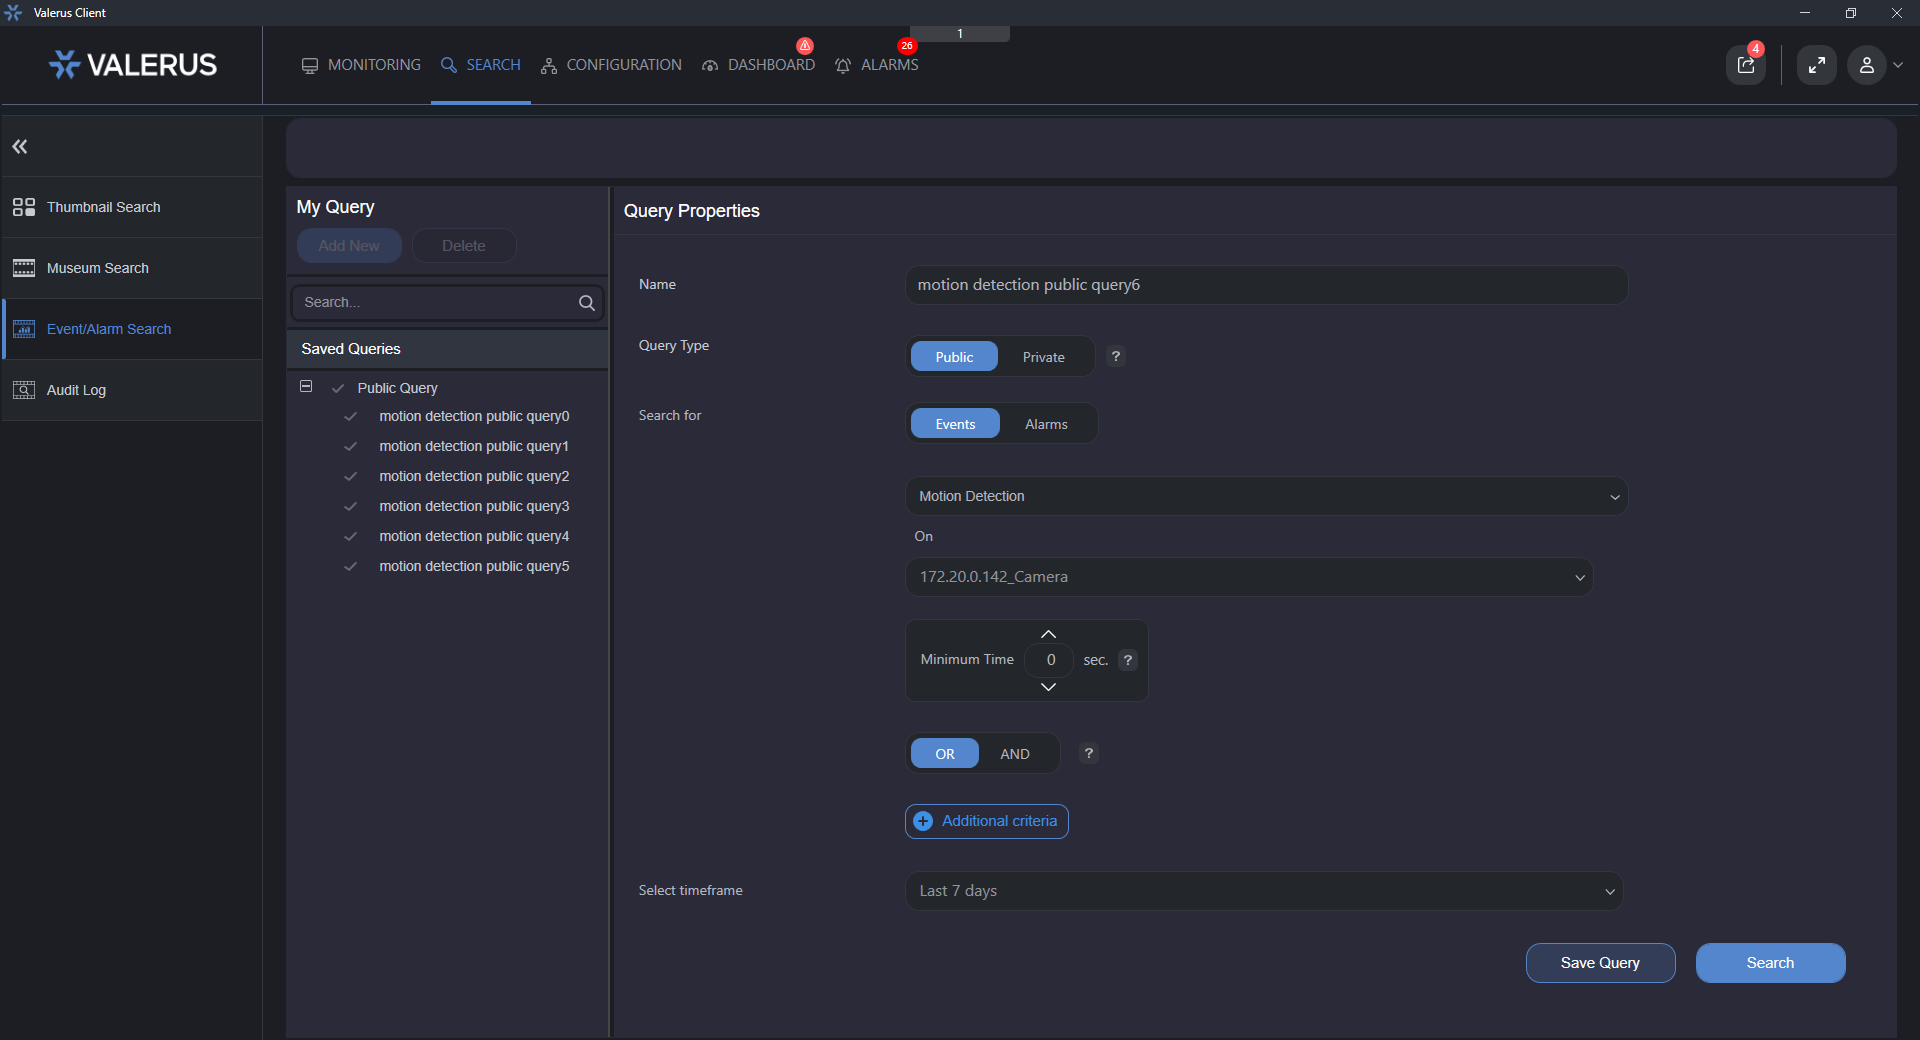 Valerus Client
VALERUS
MONITORING
SEARCH
CONFIGURATION
DASHBOARD
26
ALARMS
1
4
Thumbnail Search
Museum Search
Event/Alarm Search
Audit Log
My Query
Add New
Delete
Search...
Saved Queries
Public Query
motion detection public query0
motion detection public query1
motion detection public query2
motion detection public query3
motion detection public query4
motion detection public query5
Query Properties
Name
motion detection public query6
Query Type
Public
Private
?
Search for
Events
Alarms
Motion Detection
On
172.20.0.142_Camera
Minimum Time
0
sec.
?
OR
AND
?
Additional criteria
Select timeframe
Last 7 days
Save Query
Search